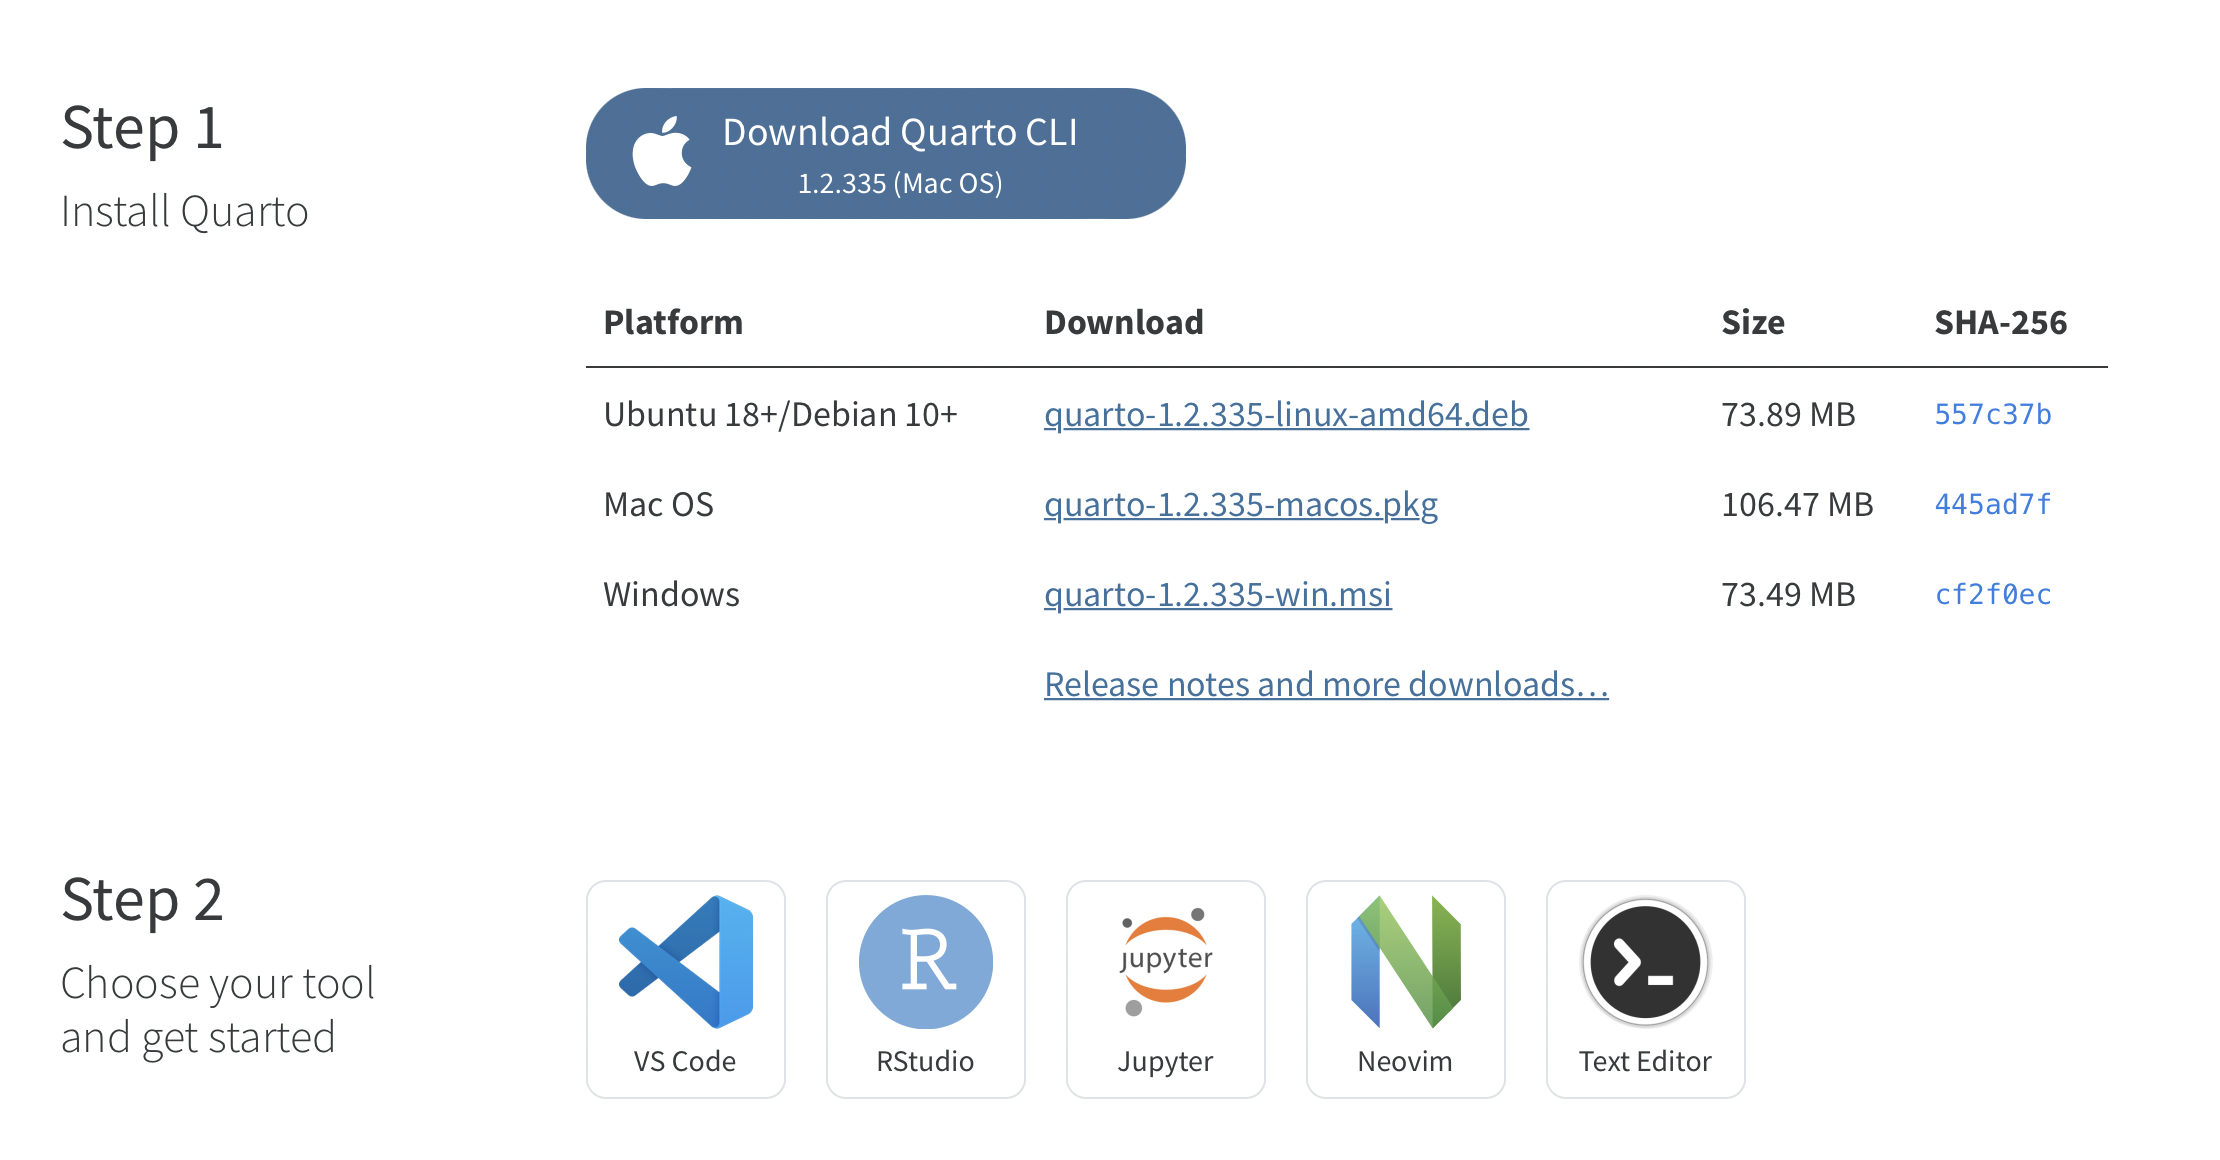 Step 1
Install Quarto
Download Quarto CLI
1.2.335 (Mac OS)
Platform Download Size SHA-256
Ubuntu 18+/Debian 10+ quarto-1.2.335-linux-amd64.deb 73.89 MB 557c37b
Mac OS quarto-1.2.335-macos.pkg 106.47 MB 445ad7f
Windows quarto-1.2.335-win.msi 73.49 MB cf2f0ec
Release notes and more downloads…
Step 2
Choose your tool
and get started
R
jupyter
VS Code RStudio Jupyter Neovim Text Editor